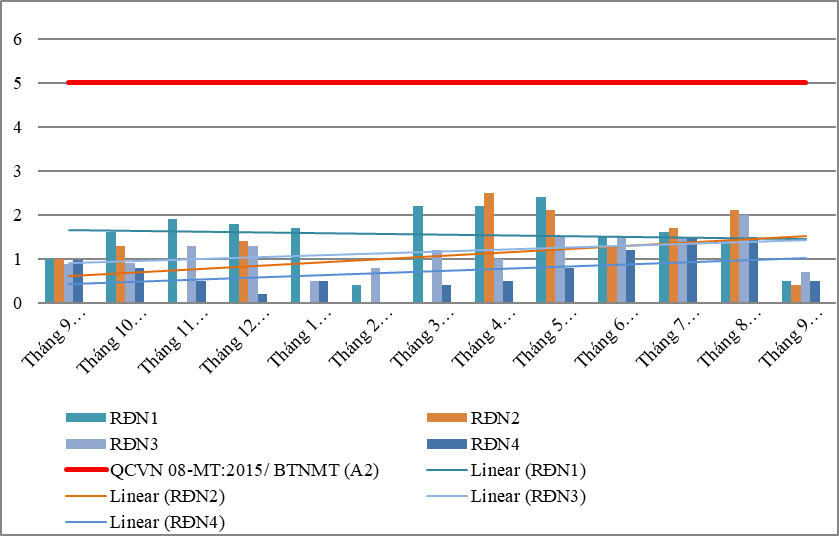 6
5
4
3
2
1
0
Tháng 9…
Tháng 10…
Tháng 11…
Tháng 12…
Tháng 1…
Tháng 2…
Tháng 3…
Tháng 4…
Tháng 5…
Tháng 6…
Tháng 7…
Tháng 8…
Tháng 9…
RĐN1
RĐN2
RĐN3
RĐN4
QCVN 08-MT:2015/ BTNMT (A2)
Linear (RĐN1)
Linear (RĐN2)
Linear (RĐN3)
Linear (RĐN4)